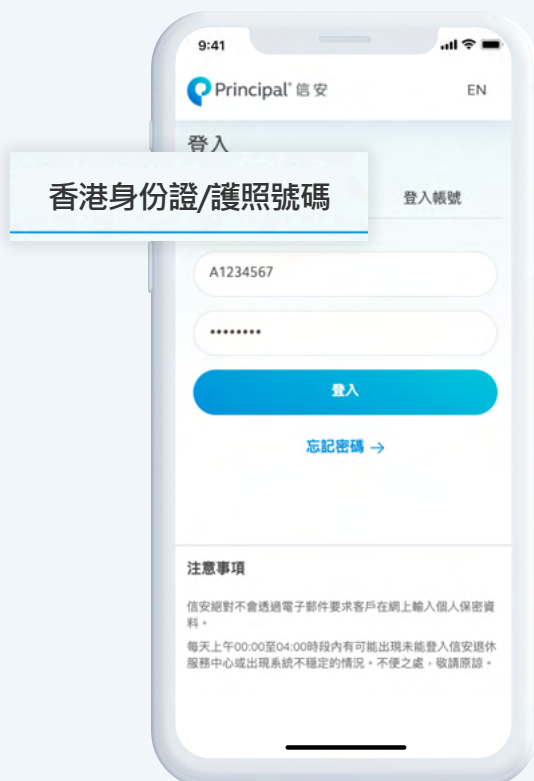 9:41
Principal® 信安
EN
登入
香港身份證/護照號碼
登入帳號
A1234567
••••••••
登入
忘記密碼 →
注意事項
信安絕對不會透過電子郵件要求客戶在網上輸入個人保密資
料。
每天上午00:00至04:00時段內有可能出現未能登入信安退休
服務中心或出現系統不穩定的情況。不便之處，敬請原諒。